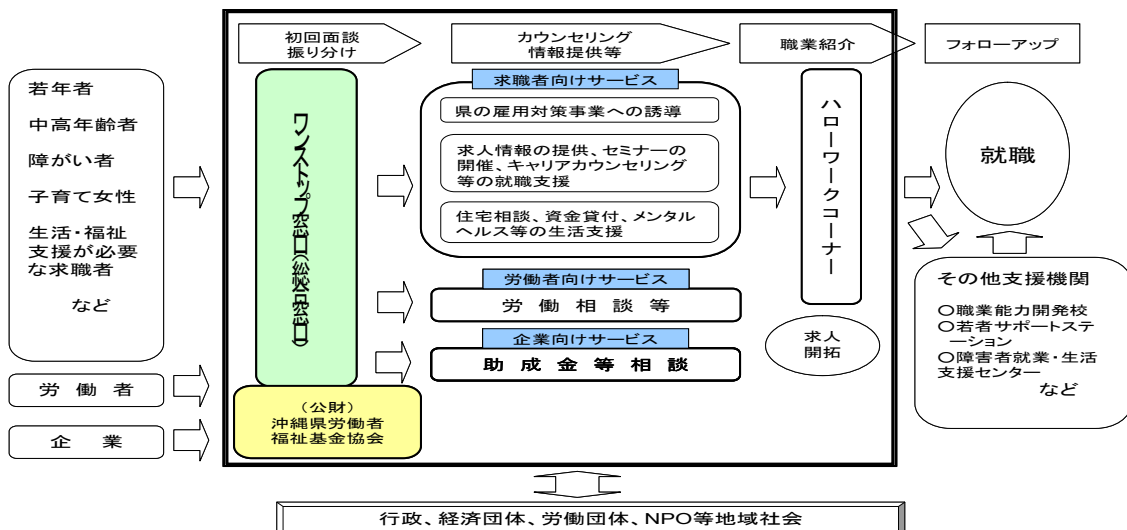 初回面談
振り分け
カウンセリング
情報提供等
職業紹介
フォローアップ
若年者
中高年齢者
障がい者
子育て女性
生活・福祉
支援が必要
な求職者
など
労働者
企業
ワンストップ窓口(総合窓口)
(公財)
沖縄県労働者
福祉基金協会
求職者向けサービス
県の雇用対策事業への誘導
求人情報の提供、セミナーの
開催、キャリアカウンセリング
等の就職支援
住宅相談、資金貸付、メンタル
ヘルス等の生活支援
労働者向けサービス
労働相談等
企業向けサービス
助成金等相談
ハローワークコーナー
求人
開拓
就職
その他支援機関
〇職業能力開発校
〇若者サポートステ
ーション
〇障害者就業・生活
支援センター
など
行政、経済団体、労働団体、NPO等地域社会